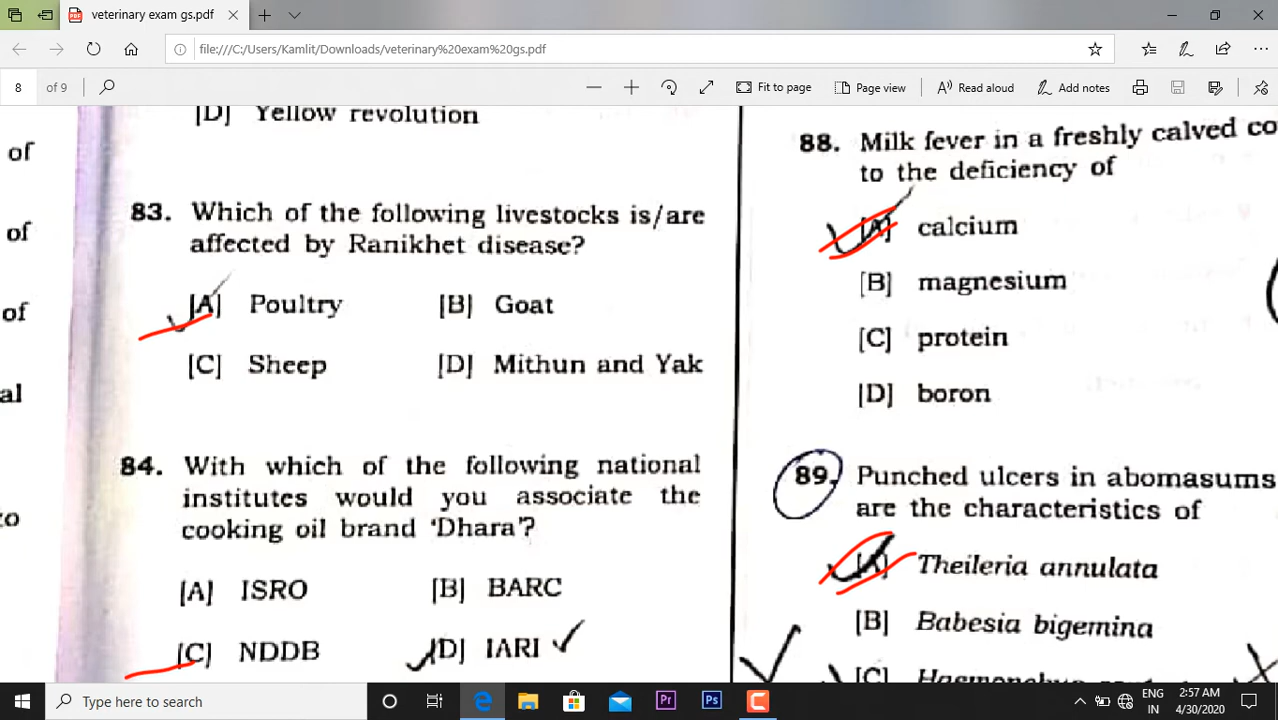 veterinary exam gs.pdf
file:///C:/Users/Kamlit/Downloads/veterinary%20exam%20gs.pdf
8 of 9
Fit to page
Page view
Read aloud
Add notes
of
of
of
al
[D] Yellow revolution
83. Which of the following livestocks is/are
affected by Ranikhet disease?
[A] Poultry [B] Goat
[C] Sheep [D] Mithun and Yak
84. With which of the following national
institutes would you associate the
cooking oil brand 'Dhara'?
[A] ISRO [B] BARC
[C] NDDB [D] IARI
88. Milk fever in a freshly calved co
to the deficiency of
[A] calcium
[B] magnesium
[C] protein
[D] boron
89. Punched ulcers in abomasums
are the characteristics of
[A] Theileria annulata
[B] Babesia bigemina
[C]
Type here to search
Pr
Ps
ENG
IN
2:57 AM
4/30/2020